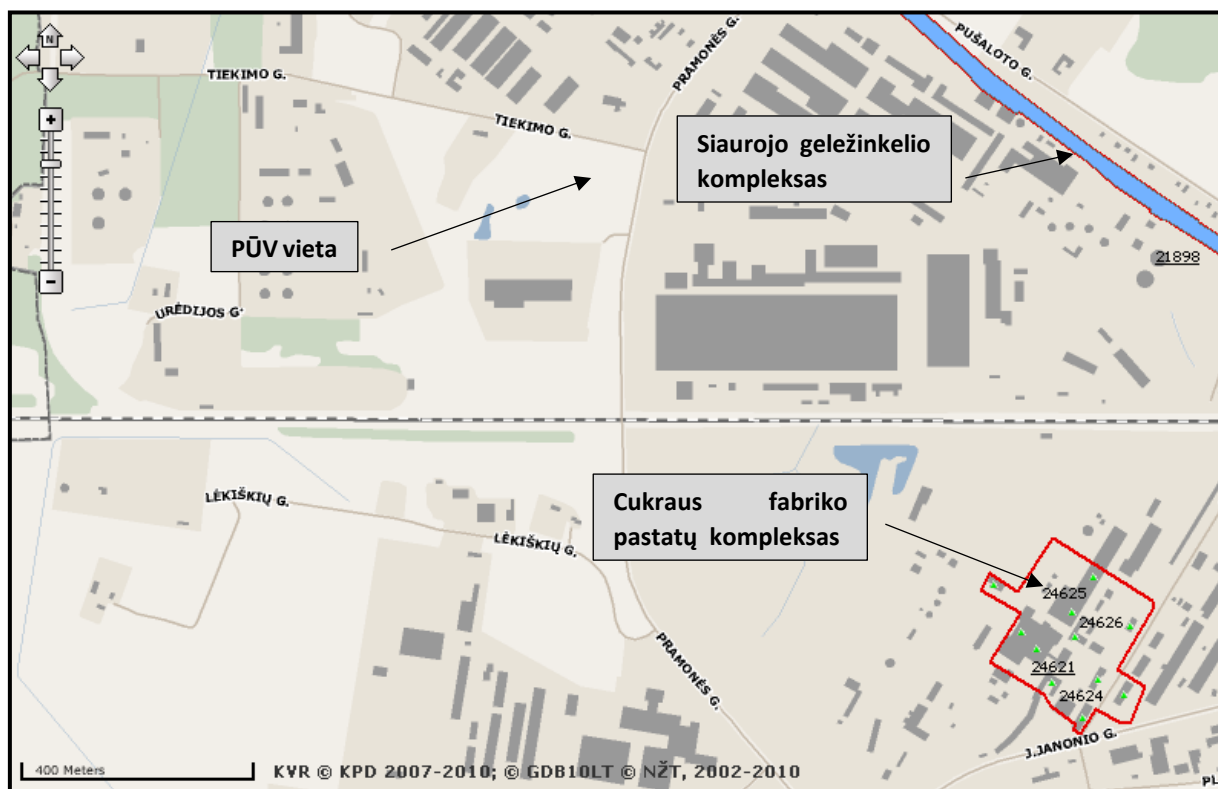 N
PUŠALOTO G.
PRAMONĖS G.
TIEKIMO G.
TIEKIMO G.
+
Siaurojo geležinkelio
kompleksas
PŪV vieta
21898
−
URĖDIJOS G.
Cukraus fabriko
pastatų kompleksas
LĖKIŠKIŲ G.
LĖKIŠKIŲ G.
24625
24626
PRAMONĖS G.
24621
24624
J.JANONIO G.
400 Meters
KVR © KPD 2007-2010; © GDB10LT © NŽT, 2002-2010
PL